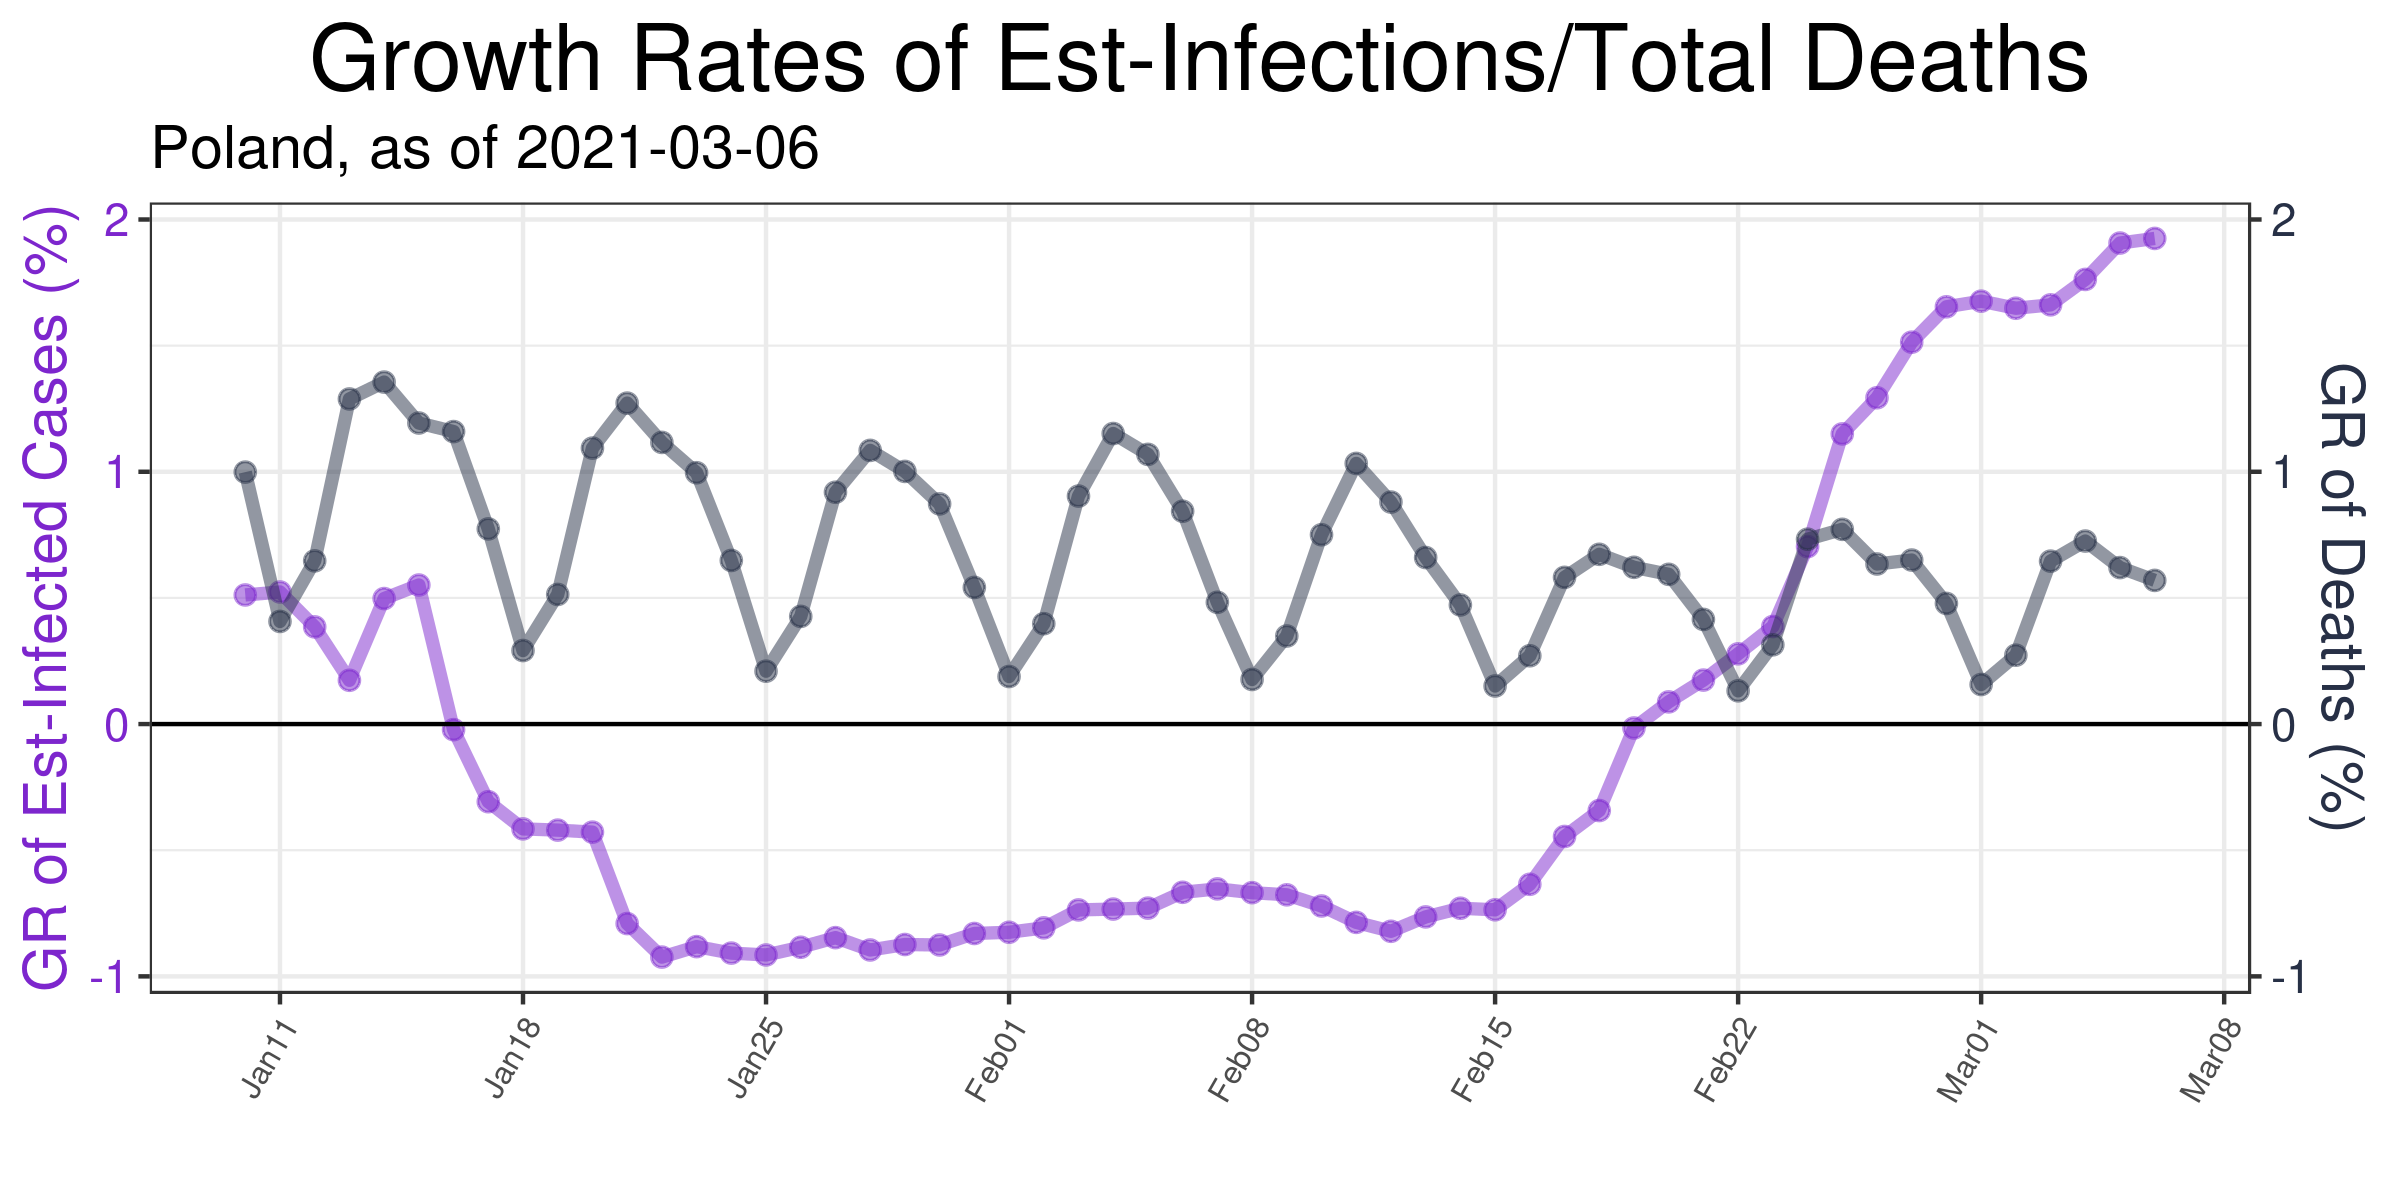 Growth Rates of Est-Infections/Total Deaths
Poland, as of 2021-03-06
GR of Est-Infected Cases (%)
2
1
0
-1
2
1
0
-1
GR of Deaths (%)
Jan11
Jan18
Jan25
Feb01
Feb08
Feb15
Feb22
Mar01
Mar08